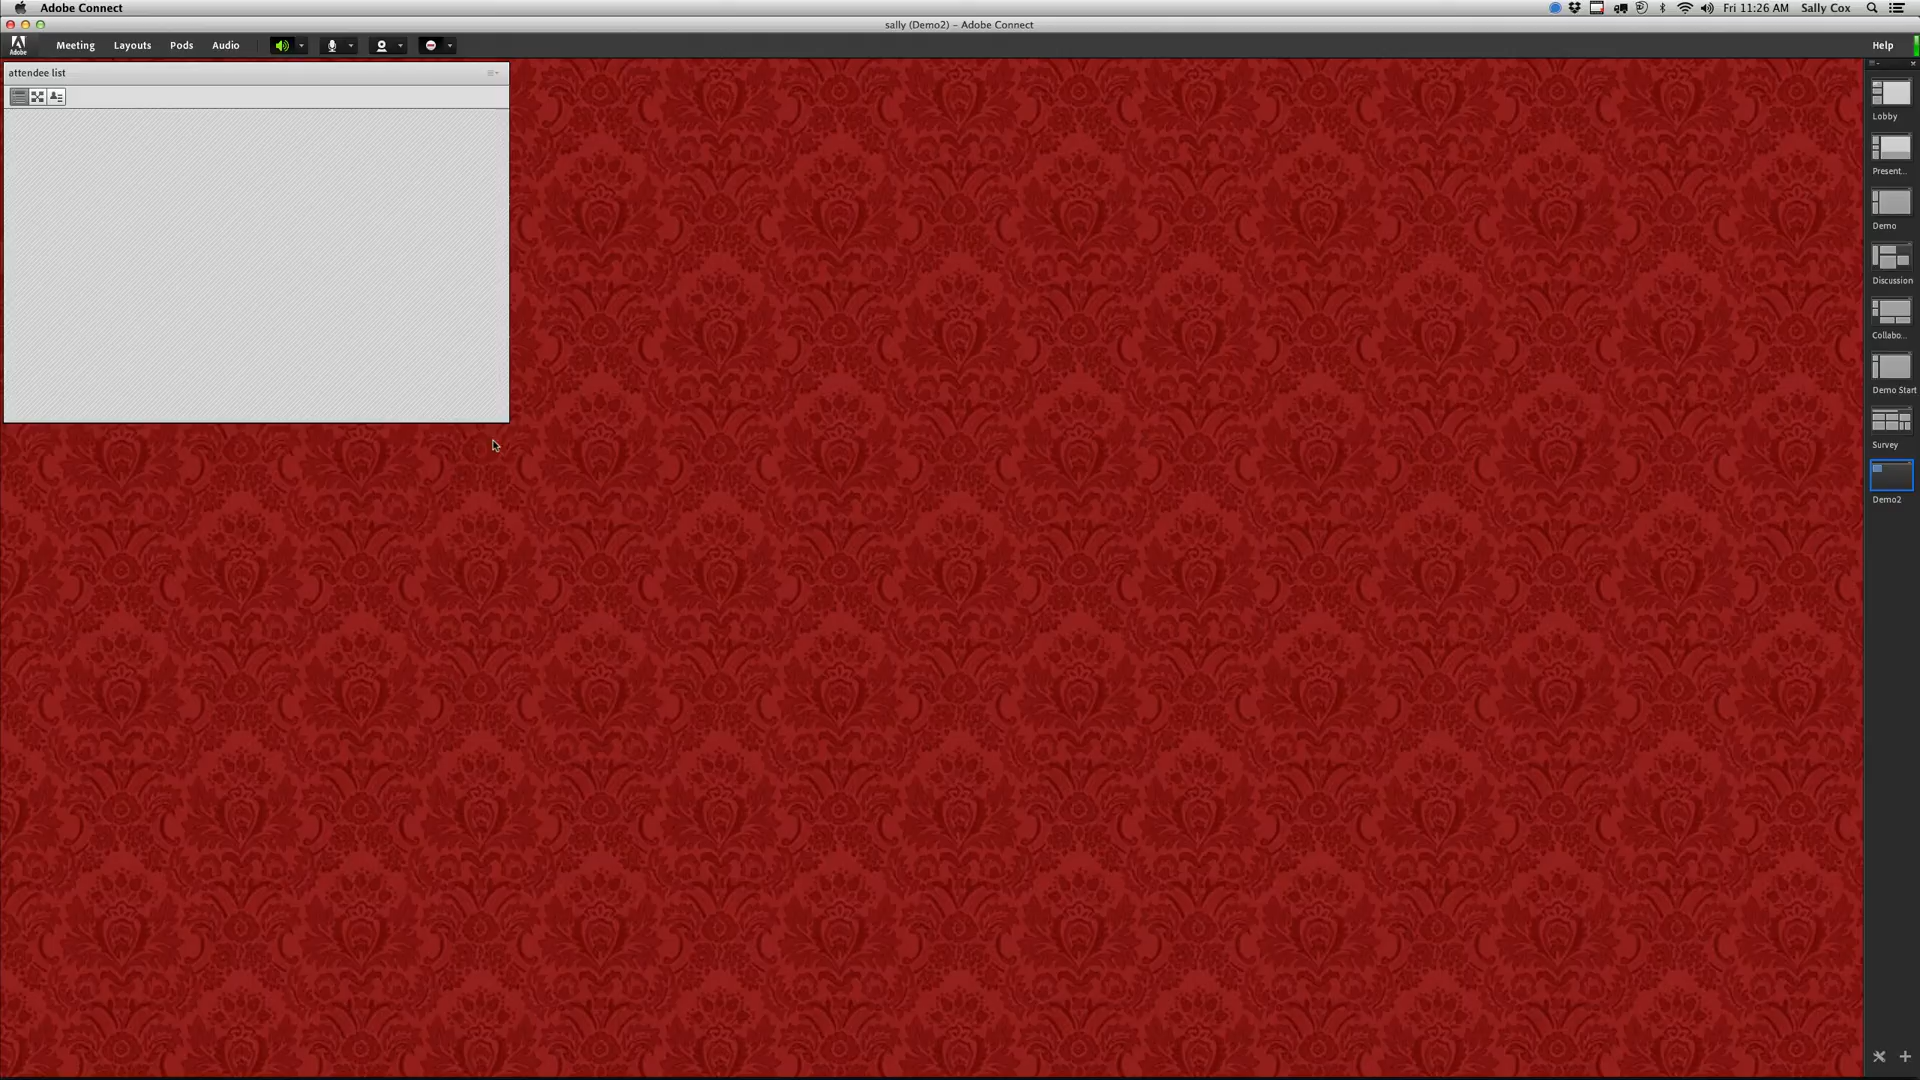 Adobe Connect
Fri 11:26 AM Sally Cox
sally (Demo2) – Adobe Connect
Adobe
Meeting Layouts Pods Audio
Help
attendee list
Lobby
Present...
Demo
Discussion
Collabo...
Demo Start
Survey
Demo2